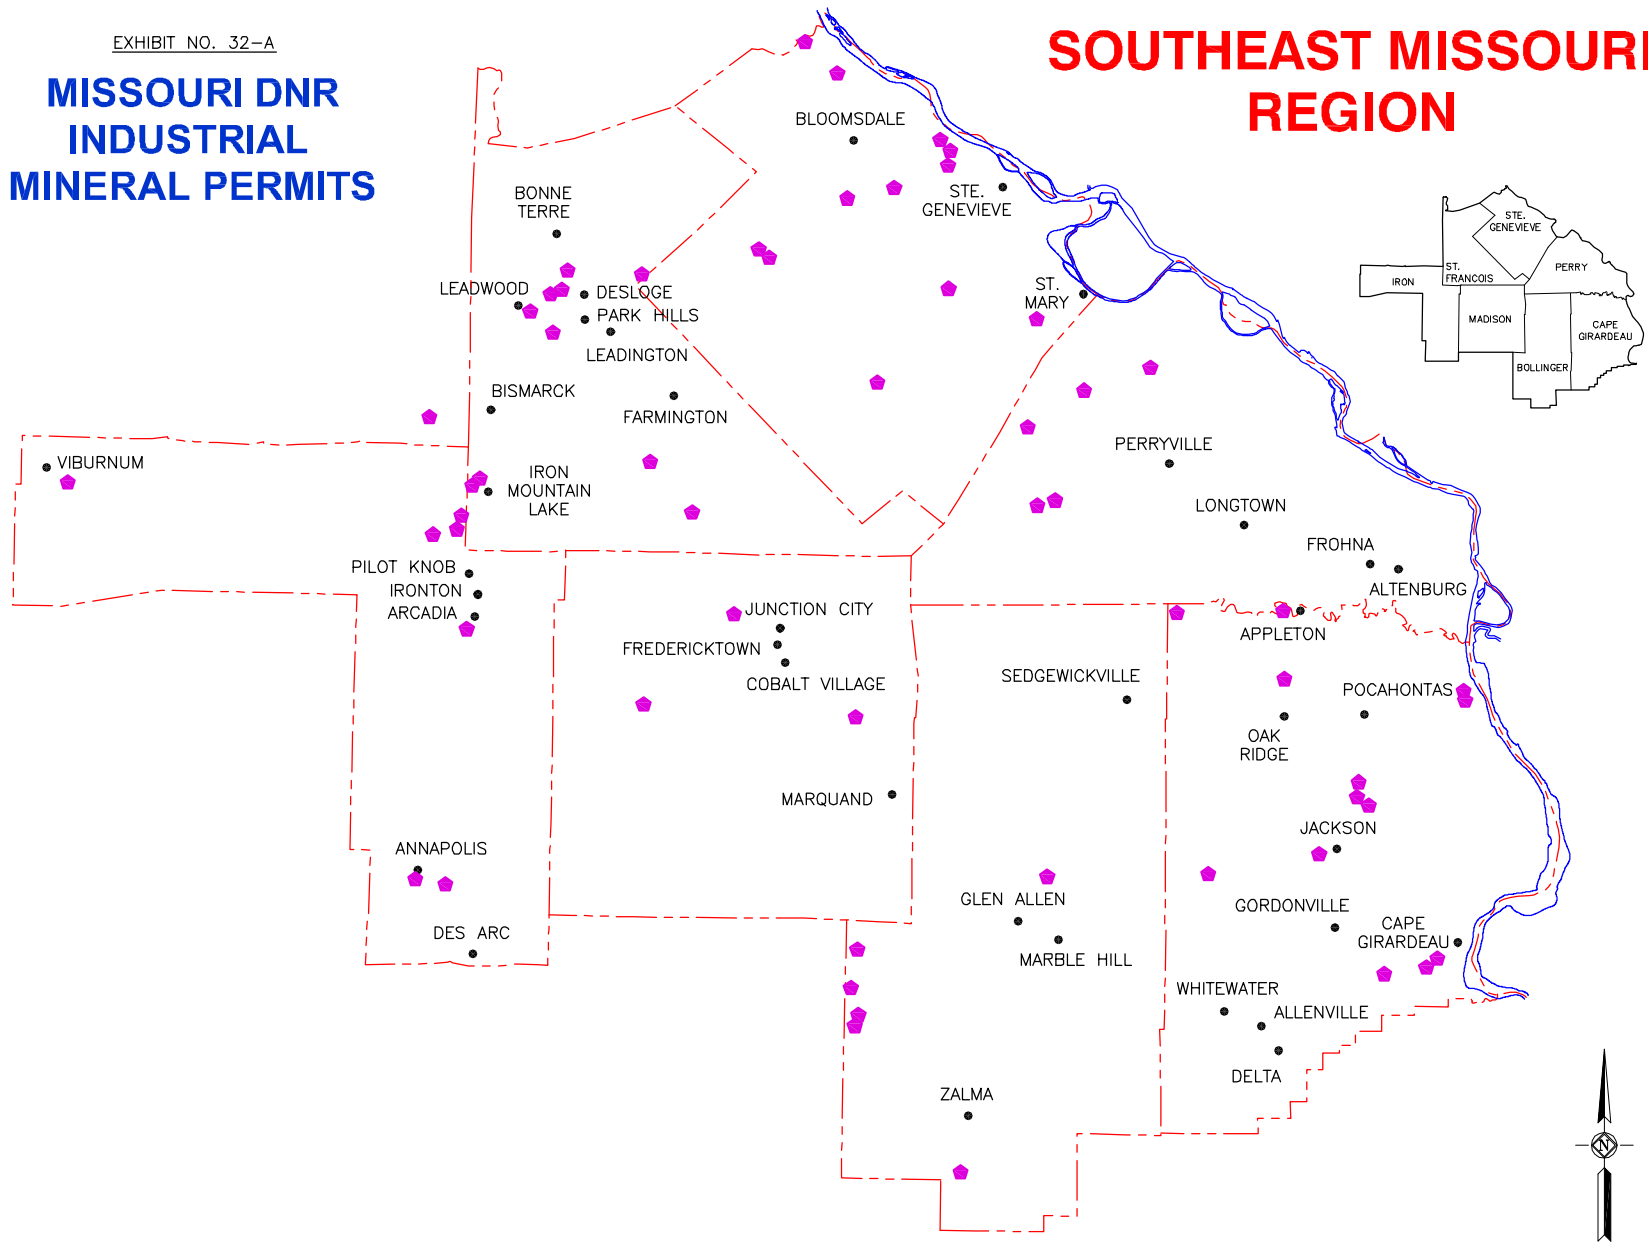 EXHIBIT NO. 32-A
MISSOURI DNR
INDUSTRIAL
MINERAL PERMITS
SOUTHEAST MISSOURI
REGION
BLOOMSDALE
BONNE
TERRE
STE.
GENEVIEVE
LEADWOOD
DESLOGE
PARK HILLS
LEADINGTON
ST.
MARY
BISMARCK
FARMINGTON
PERRYVILLE
VIBURNUM
IRON
MOUNTAIN
LAKE
LONGTOWN
FROHNA
ALTENBURG
PILOT KNOB
IRONTON
ARCADIA
JUNCTION CITY
FREDERICKTOWN
COBALT VILLAGE
APPLETON
SEDGEWICKVILLE
POCAHONTAS
OAK
RIDGE
MARQUAND
JACKSON
ANNAPOLIS
GLEN ALLEN
GORDONVILLE
CAPE
GIRARDEAU
DES ARC
MARBLE HILL
WHITEWATER
ALLENVILLE
DELTA
ZALMA
STE.
GENEVIEVE
ST.
FRANCOIS
PERRY
IRON
MADISON
CAPE
GIRARDEAU
BOLLINGER
N